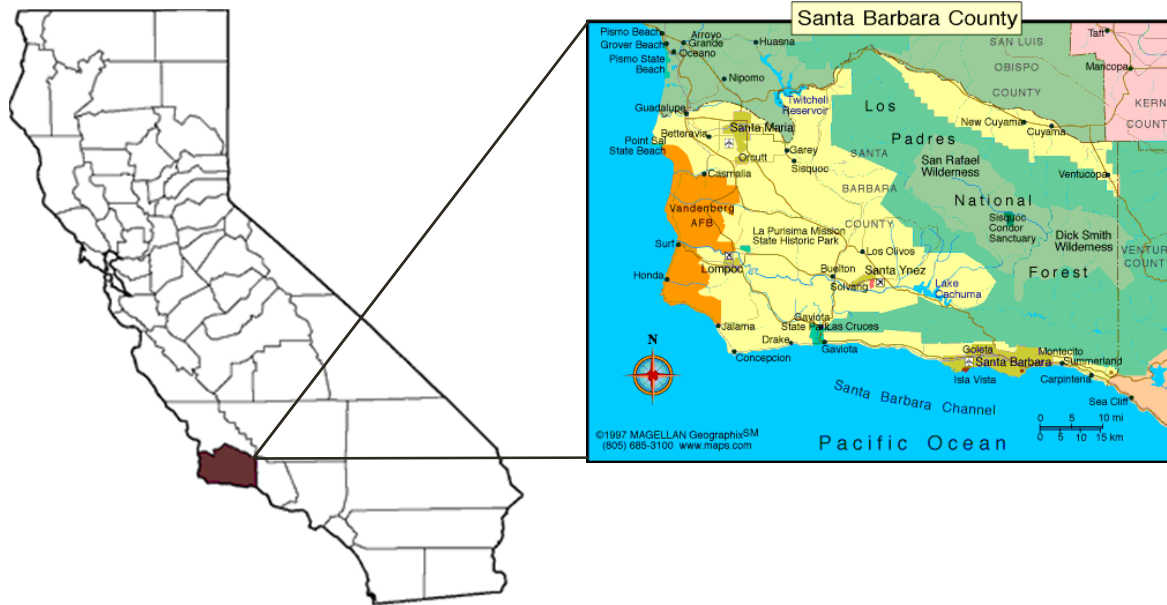 Santa Barbara County
Pismo Beach
Grover Beach
Arroyo
Grande
Oceano
Pismo State
Beach
Huasna
Nipomo
SAN LUIS
OBISPO
COUNTY
Taft
Maricopa
KERN
COUNT
Twitchell
Reservoir
Guadalupe
Betteravia
Santa Maria
Point Sal
State Beach
Orcutt
Garey
Sisquoc
Casmalia
Los
Padres
National
Forest
New Cuyama
Cuyama
Ventucopa
San Rafael
Wilderness
SANTA
BARBARA
COUNTY
Vandenberg
AFB
La Purisima Mission
State Historic Park
Sisquoc
Condor
Sanctuary
Dick Smith
Wilderness
VENTUR
COUNT
Surf
Lompoc
Los Olivos
Honda
Buelton
Santa Ynez
Solvang
Lake
Cachuma
Jalama
Gaviota
State Park
Las Cruces
Drake
Gaviota
Concepcion
Goleta
Santa Barbara
Montecito
Summerland
Isla Vista
Carpinteria
Sea Cliff
N
Santa Barbara Channel
0 5 10 mi
0 5 10 15 km
©1997 MAGELLAN GeographixSM
(805) 685-3100 www.maps.com
Pacific Ocean